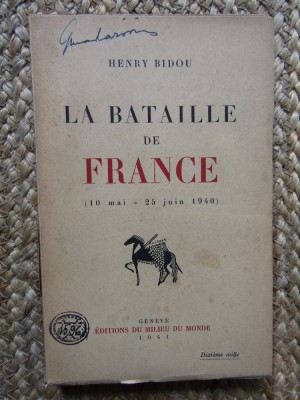 HENRY BIDOU
LA BATAILLE
DE
FRANCE
(10 mai - 25 juin 1940)
GENÈVE
ÉDITIONS DU MILIEU DU MONDE
1941
Dixième mille